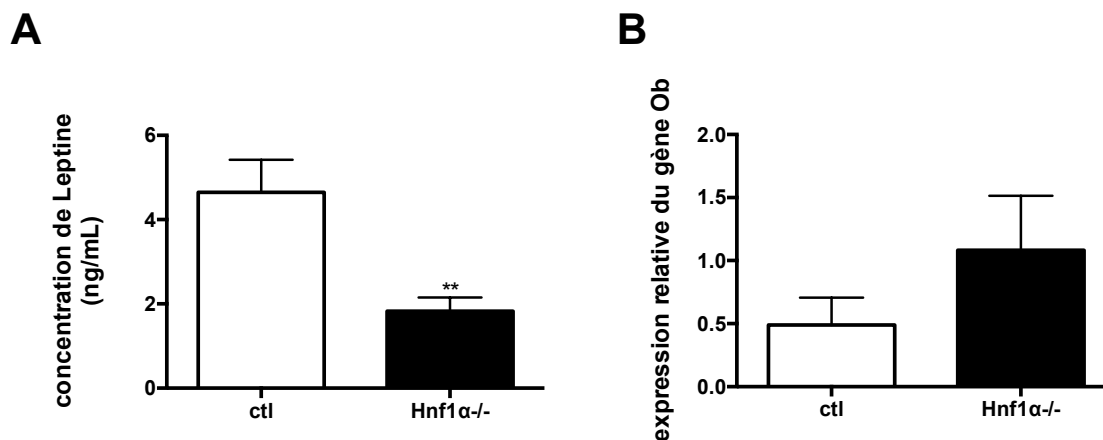 A
concentration de Leptine
(ng/mL)
6
4
2
0
**
ctl
Hnf1α-/-
B
expression relative du gène Ob
2.0
1.5
1.0
0.5
0.0
ctl
Hnf1α-/-